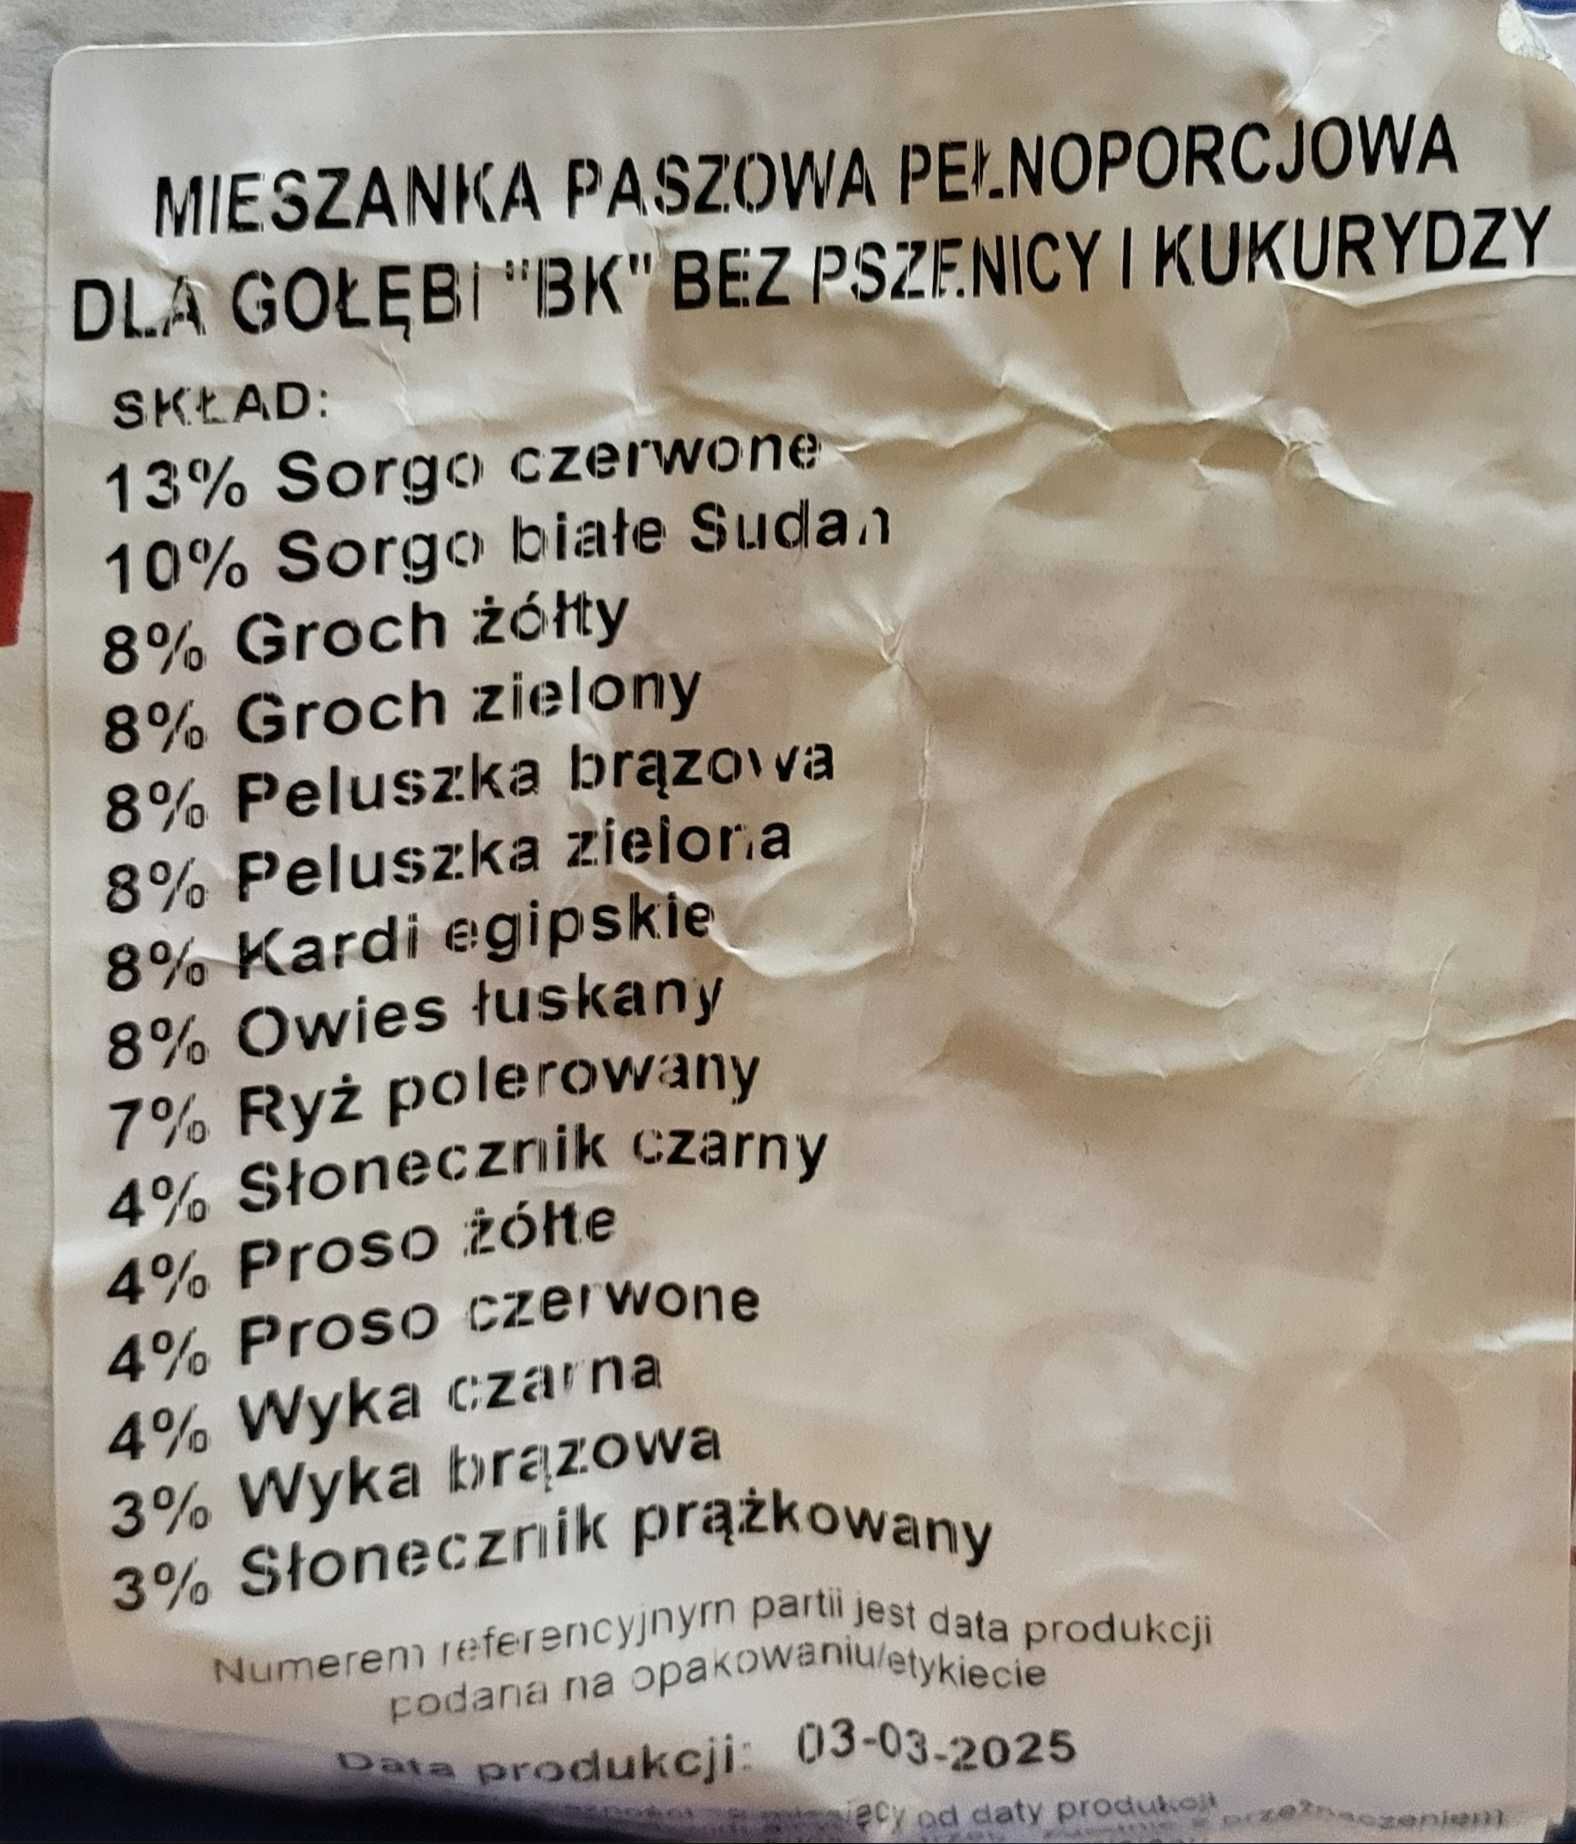 MIESZANKA PASZOWA PEŁNOPORCJOWA
DLA GOŁĘBI "BK" BEZ PSZENICY I KUKURYDZY
SKŁAD:
13% Sorgo czerwone
10% Sorgo białe Sudan
8% Groch żółty
8% Groch zielony
8% Peluszka brązowa
8% Peluszka zielona
8% Kardi egipskie
8% Owies łuskany
7% Ryż polerowany
4% Słonecznik czarny
4% Proso żółte
4% Proso czerwone
4% Wyka czarna
3% Wyka brązowa
3% Słonecznik prążkowany
Numerem referencyjnym partii jest data produkcji
podana na opakowaniu/etykiecie
Data produkcji: 03-03-2025
od daty produkcji
z przeznaczeniem